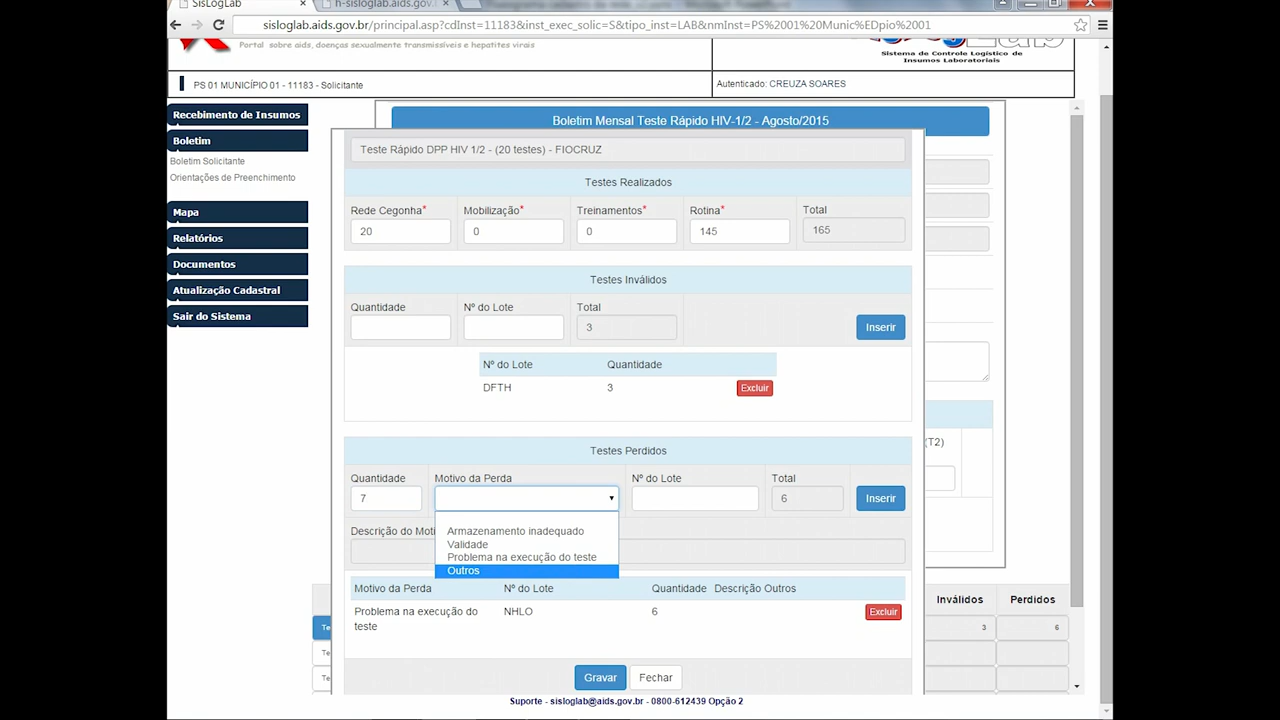 SisLogLab
h-sisloglab.aids.gov.
sisloglab.aids.gov.br/principal.asp?cdInst=11183&inst_exec_solic=S&tipo_inst=LAB&nmInst=PS%2001%20Munic%EDpio%2001
Portal sobre aids, doenças sexualmente transmissíveis e hepatites virais
Sistema de Controle Logístico de
Insumos Laboratoriais
PS 01 MUNICÍPIO 01 - 11183 - Solicitante
Autenticado: CREUZA SOARES
Recebimento de Insumos
Boletim
Boletim Solicitante
Orientações de Preenchimento
Mapa
Relatórios
Documentos
Atualização Cadastral
Sair do Sistema
Boletim Mensal Teste Rápido HIV-1/2 - Agosto/2015
Teste Rápido DPP HIV 1/2 - (20 testes) - FIOCRUZ
Testes Realizados
Rede Cegonha* Mobilização* Treinamentos* Rotina* Total
20 0 0 145 165
Testes Inválidos
Quantidade Nº do Lote Total
3 Inserir
Nº do Lote Quantidade
DFTH 3 Excluir
Testes Perdidos
(T2)
Quantidade Motivo da Perda Nº do Lote Total
7 6 Inserir
Armazenamento inadequado
Validade
Problema na execução do teste
Outros
Descrição do Moti
Motivo da Perda Nº do Lote Quantidade Descrição Outros
Problema na execução do NHLO 6 Excluir
teste
Inválidos Perdidos
Te 3 6
Te
Te
Gravar Fechar
Suporte - sisloglab@aids.gov.br - 0800-612439 Opção 2